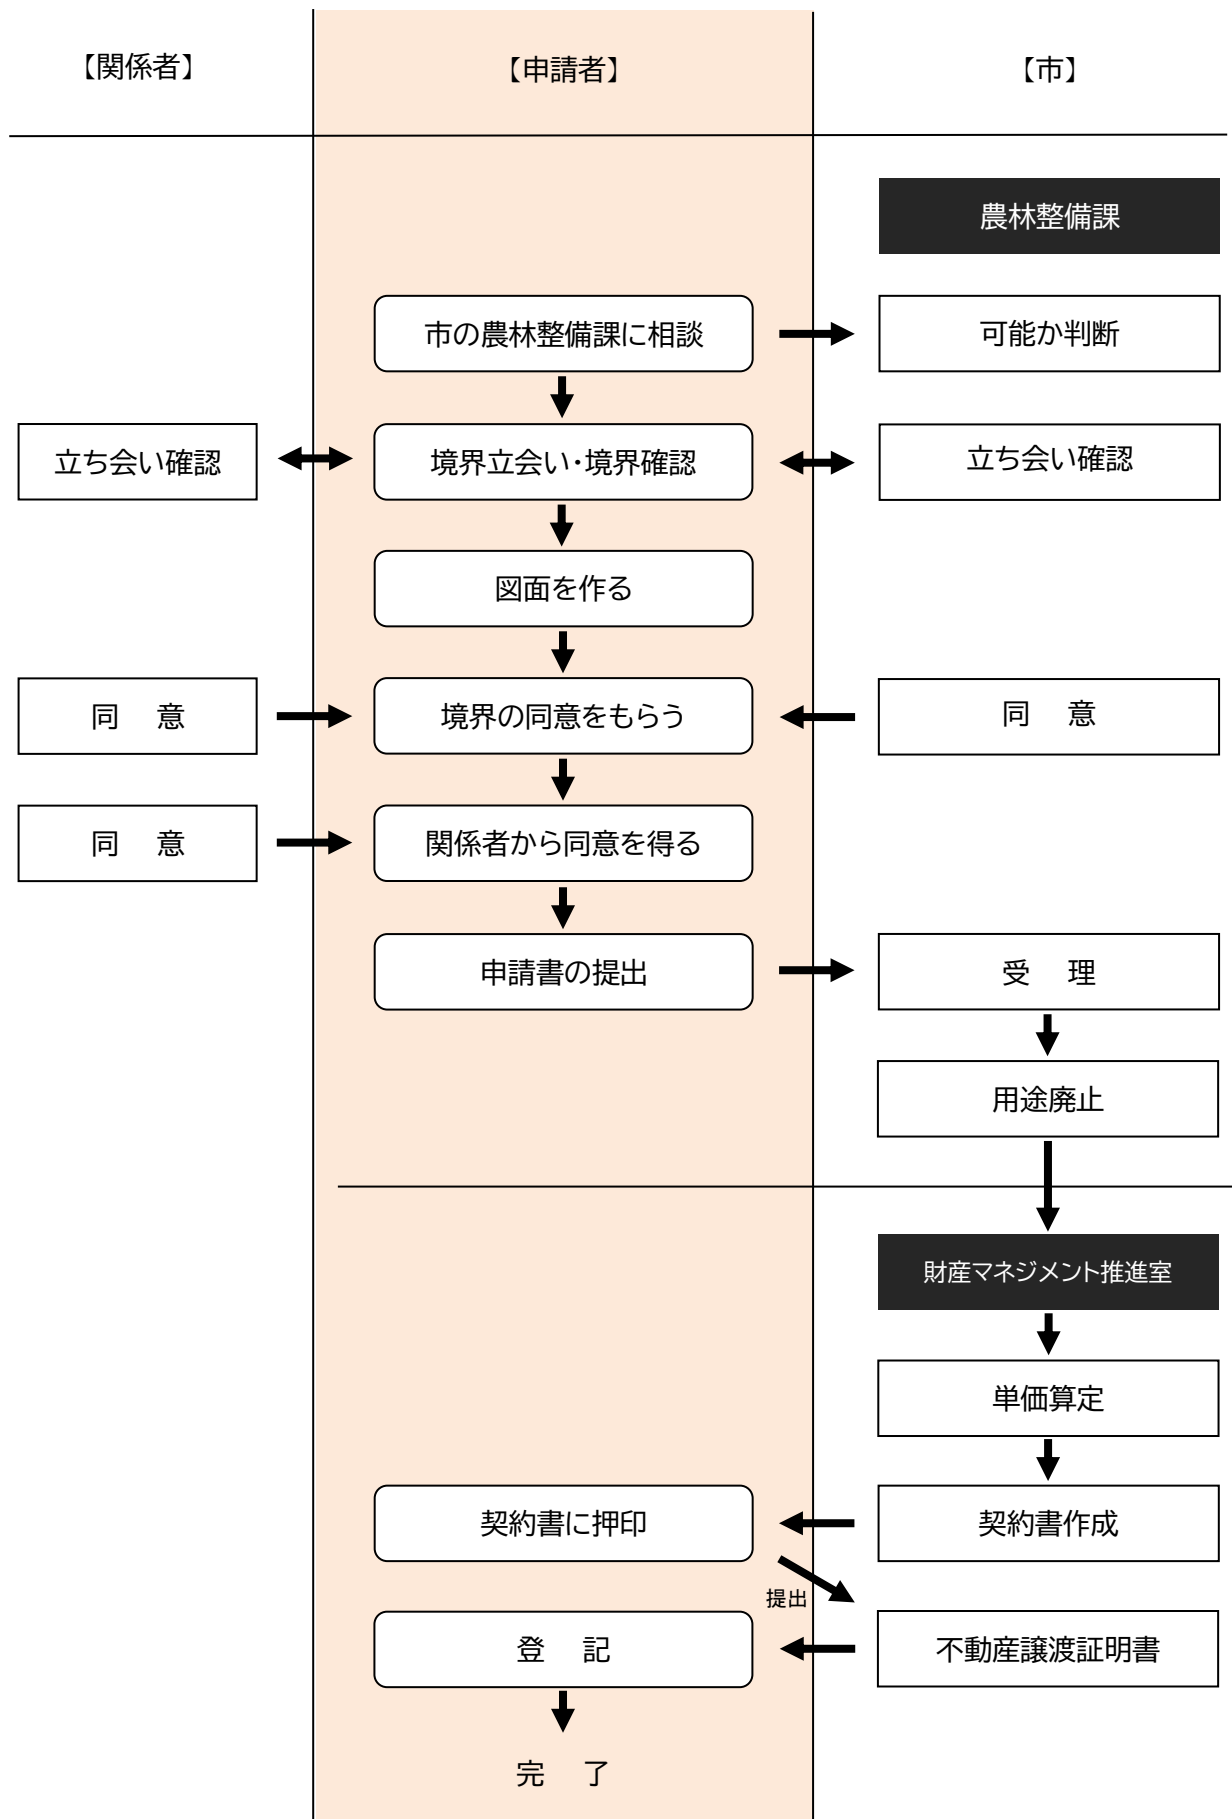 【関係者】
【申請者】
【市】
農林整備課
市の農林整備課に相談
可能か判断
立ち会い確認
境界立会い・境界確認
立ち会い確認
図面を作る
同　意
境界の同意をもらう
同　意
同　意
関係者から同意を得る
申請書の提出
受　理
用途廃止
財産マネジメント推進室
単価算定
契約書に押印
契約書作成
提出
登　記
不動産譲渡証明書
完　了